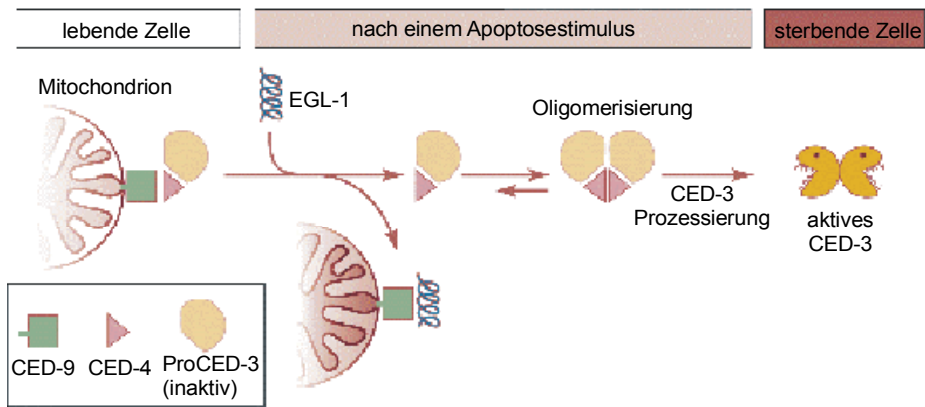 lebende Zelle
nach einem Apoptosestimulus
sterbende Zelle
Mitochondrion
EGL-1
Oligomerisierung
CED-3
Prozessierung
aktives
CED-3
CED-9
CED-4
ProCED-3
(inaktiv)